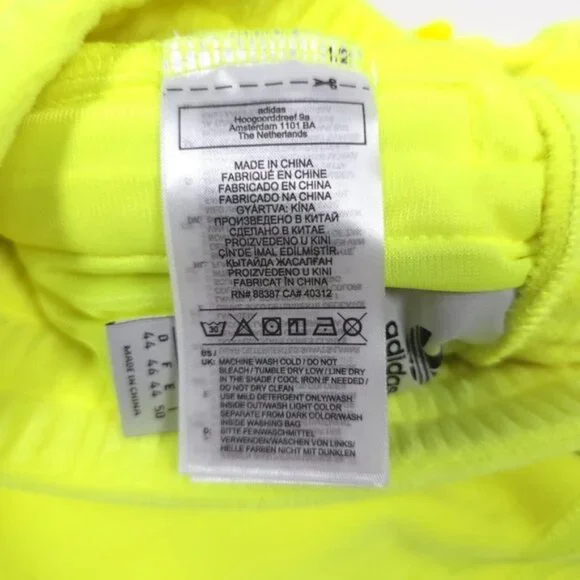 1/2
adidas
Hoogoorddreef 9a
Amsterdam 1101 BA
The Netherlands
MADE IN CHINA
FABRIQUÉ EN CHINE
FABRICADO EN CHINA
FABRICADO NA CHINA
GYÁRTVA: KÍNA
ПРОИЗВЕДЕНО В КИТАЙ
СДЕЛАНО В КИТАЕ
PROIZVEDENO U KINI
ÇİN'DE İMAL EDİLMİŞTİR.
ҚЫТАЙДА ЖАСАЛҒАН
PROIZVEDENO U KINI
FABRICAT ÎN CHINA
RN# 88387 CA# 40312
30
US /
UK: MACHINE WASH COLD / DO NOT
BLEACH / TUMBLE DRY LOW / LINE DRY
IN THE SHADE / COOL IRON IF NEEDED /
DO NOT DRY CLEAN
USE MILD DETERGENT ONLY/WASH
INSIDE OUT/WASH LIGHT COLOR
SEPARATE FROM DARK COLOR/WASH
INSIDE WASHING BAG
D BITTE FEINWASCHMITTEL
VERWENDEN/WASCHEN VON LINKS/
HELLE FARBEN NICHT MIT DUNKLEN
D F E I
44 46 44 50
MADE IN CHINA
adidas